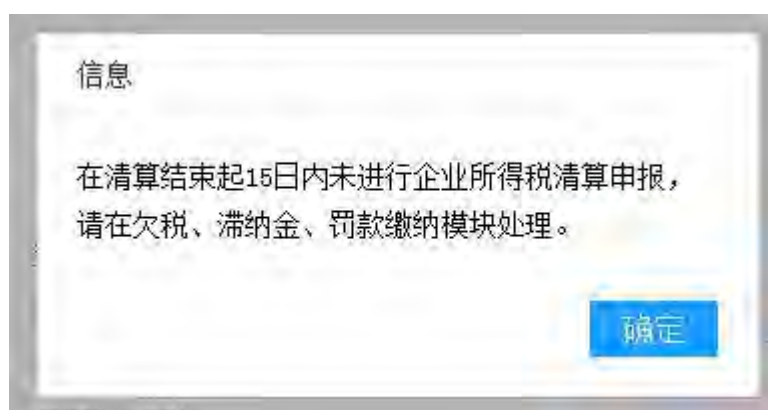 信息
在清算结束起15日内未进行企业所得税清算申报，
请在欠税、滞纳金、罚款缴纳模块处理。
确定